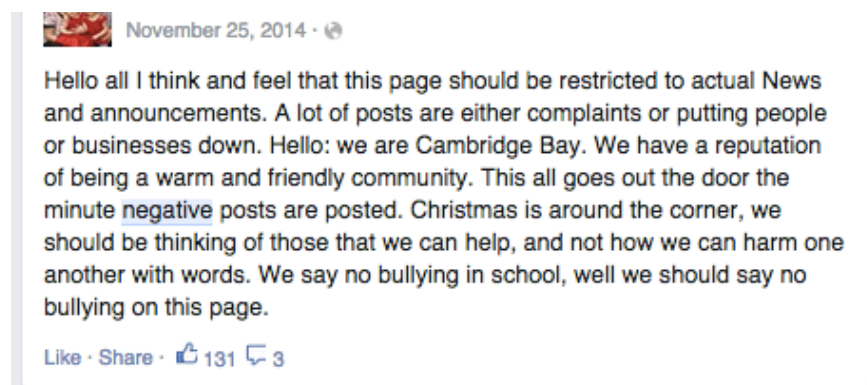 November 25, 2014 ·
Hello all I think and feel that this page should be restricted to actual News
and announcements. A lot of posts are either complaints or putting people
or businesses down. Hello: we are Cambridge Bay. We have a reputation
of being a warm and friendly community. This all goes out the door the
minute negative posts are posted. Christmas is around the corner, we
should be thinking of those that we can help, and not how we can harm one
another with words. We say no bullying in school, well we should say no
bullying on this page.
Like · Share · 131 3